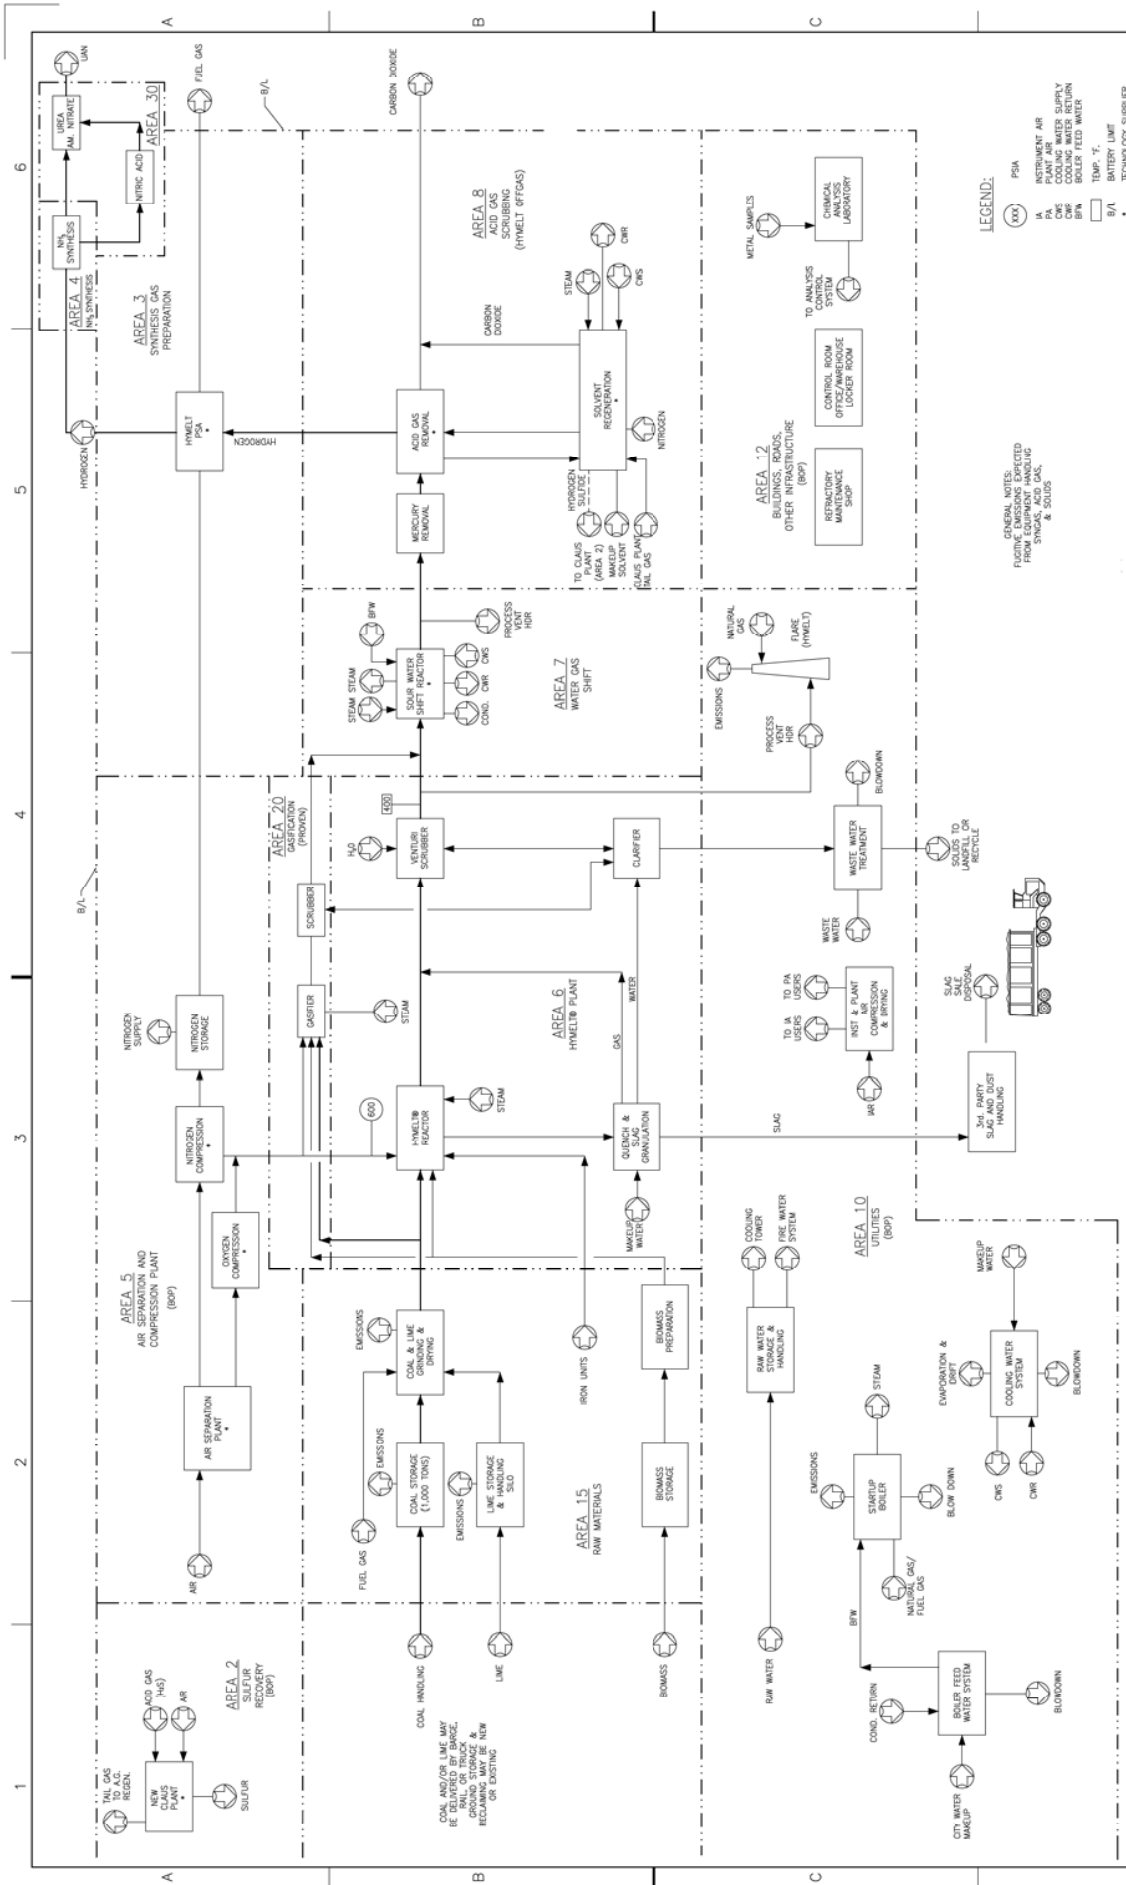 A
B
C
6
5
4
3
2
1
UAN
UREA
AM. NITRATE
AREA 30
NITRIC ACID
NH3
SYNTHESIS
AREA 4
NH3 SYNTHESIS
FUEL GAS
B/L
CARBON DIOXIDE
AREA 3
SYNTHESIS GAS
PREPARATION
HYDROGEN
HYMELT
PSA
*
HYDROGEN
AREA 8
ACID GAS
SCRUBBING
(HYMELT OFFGAS)
STEAM
CWR
CWS
CARBON
DIOXIDE
ACID GAS
REMOVAL
*
SOLVENT
REGENERATION
*
NITROGEN
HYDROGEN
SULFIDE
MERCURY
REMOVAL
TO CLAUS
PLANT
(AREA 2)
MAKEUP
SOLVENT
CLAUS PLANT
TAIL GAS
METAL SAMPLES
CHEMICAL
ANALYSIS
LABORATORY
TO ANALYSIS
CONTROL
SYSTEM
CONTROL ROOM
OFFICE/WAREHOUSE
LOCKER ROOM
AREA 12
BUILDINGS, ROADS,
OTHER INFRASTRUCTURE
(BOP)
REFRACTORY
MAINTENANCE
SHOP
LEGEND:
(XXX) PSIA
IA INSTRUMENT AIR
PA PLANT AIR
CWS COOLING WATER SUPPLY
CWR COOLING WATER RETURN
BFW BOILER FEED WATER
TEMP. °F.
B/L BATTERY LIMIT
* TECHNOLOGY SUPPLIER
GENERAL NOTES:
FUGITIVE EMISSIONS EXPECTED
FROM EQUIPMENT HANDLING
SYNGAS, ACID GAS,
& SOLIDS
BFW
STEAM STEAM
SOUR WATER
SHIFT REACTOR
*
PROCESS
VENT
HDR
CWS
CWR
COND.
AREA 7
WATER GAS
SHIFT
NATURAL
GAS
FLARE
(HYMELT)
EMISSIONS
PROCESS
VENT
HDR
B/L
AREA 20
GASIFICATION
(PROVEN)
400
H2O
VENTURI
SCRUBBER
CLARIFIER
SCRUBBER
GASIFIER
STEAM
AREA 6
HYMELT® PLANT
GAS
WATER
BLOWDOWN
WASTE WATER
TREATMENT
SOLIDS TO
LANDFILL OR
RECYCLE
WASTE
WATER
TO PA
USERS
TO IA
USERS
INST & PLANT
AIR
COMPRESSION
& DRYING
IAR
SLAG
SALE
DISPOSAL
3rd. PARTY
SLAG AND DUST
HANDLING
SLAG
NITROGEN
SUPPLY
NITROGEN
STORAGE
NITROGEN
COMPRESSION
*
OXYGEN
COMPRESSION
*
AREA 5
AIR SEPARATION AND
COMPRESSION PLANT
(BOP)
AIR SEPARATION
PLANT
*
AIR
600
HYMELT®
REACTOR
STEAM
QUENCH &
SLAG
GRANULATION
MAKEUP
WATER
EMISSIONS
COAL & LIME
GRINDING &
DRYING
IRON UNITS
BIOMASS
PREPARATION
EMISSONS
COAL STORAGE
(1,000 TONS)
EMISSIONS
LIME STORAGE
& HANDLING
SILO
FUEL GAS
AREA 15
RAW MATERIALS
BIOMASS
STORAGE
COOLING
TOWER
FIRE WATER
SYSTEM
AREA 10
UTILITIES
(BOP)
RAW WATER
STORAGE &
HANDLING
MAKEUP
WATER
EVAPORATION &
DRIFT
COOLING WATER
SYSTEM
BLOWDOWN
CWS
CWR
STEAM
EMISSIONS
STARTUP
BOILER
BLOW DOWN
NATURAL GAS/
FUEL GAS
BFW
RAW WATER
COAL HANDLING
LIME
BIOMASS
COAL AND/OR LIME MAY
BE DELIVERED BY BARGE,
RAIL, OR TRUCK
GROUND STORAGE &
RECLAIMING MAY BE NEW
OR EXISTING
ACID GAS
(H2S)
AIR
AREA 2
SULFUR
RECOVERY
(BOP)
TAIL GAS
TO A.G.
REGEN.
NEW
CLAUS
PLANT
*
SULFUR
COND. RETURN
BOILER FEED
WATER SYSTEM
BLOWDOWN
CITY WATER
MAKEUP
A
B
C